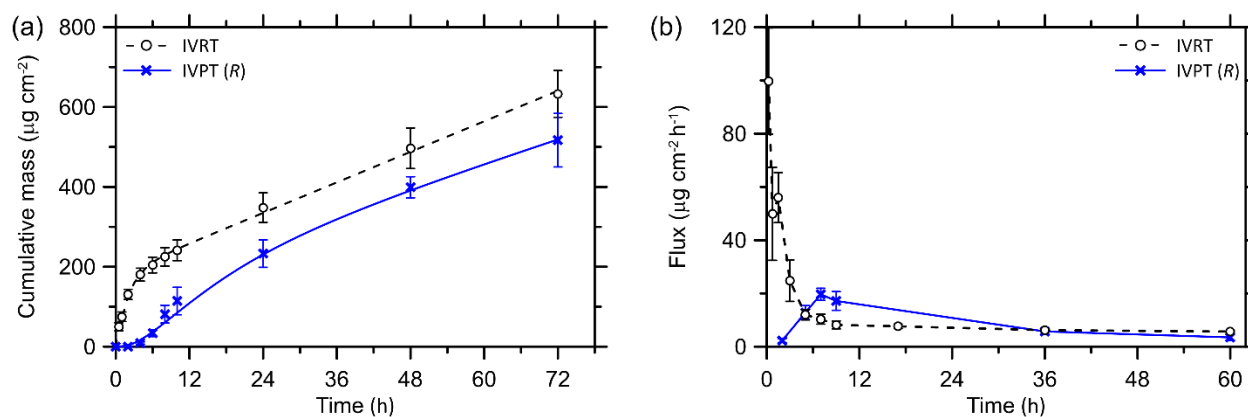 (a)
800
600
400
200
0
Cumulative mass (µg cm⁻²)
IVRT
IVPT (R)
0 12 24 36 48 60 72
Time (h)
(b)
120
80
40
0
Flux (µg cm⁻² h⁻¹)
IVRT
IVPT (R)
0 12 24 36 48 60
Time (h)